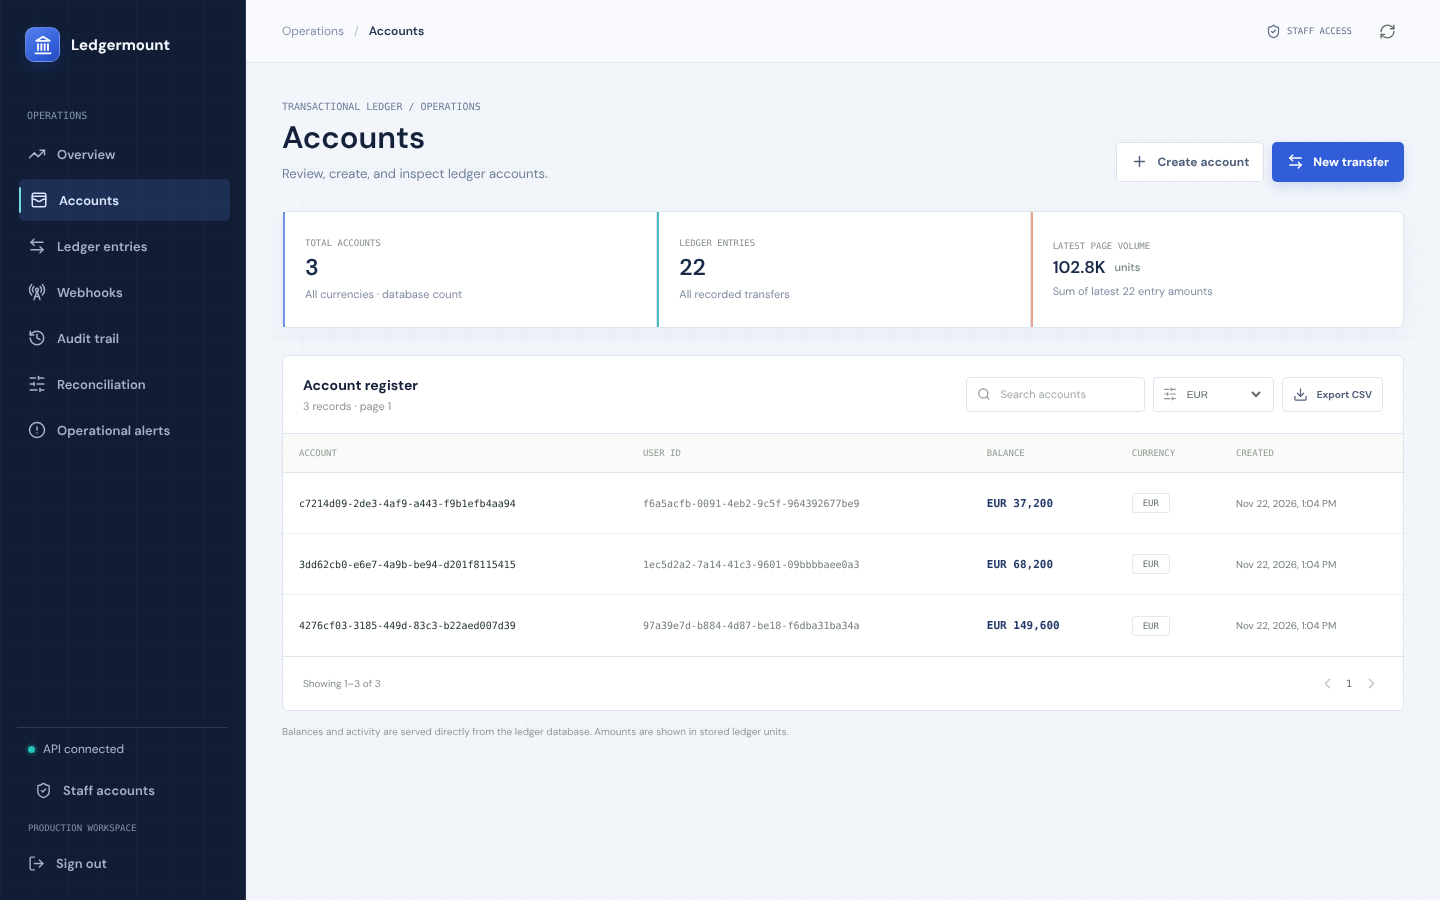 Ledgermount
OPERATIONS
Overview
Accounts
Ledger entries
Webhooks
Audit trail
Reconciliation
Operational alerts
API connected
Staff accounts
PRODUCTION WORKSPACE
Sign out
Operations / Accounts
STAFF ACCESS
TRANSACTIONAL LEDGER / OPERATIONS
Accounts
Review, create, and inspect ledger accounts.
Create account
New transfer
TOTAL ACCOUNTS
3
All currencies · database count
LEDGER ENTRIES
22
All recorded transfers
LATEST PAGE VOLUME
102.8K units
Sum of latest 22 entry amounts
Account register
3 records · page 1
Search accounts
EUR
Export CSV
ACCOUNT USER ID BALANCE CURRENCY CREATED
c7214d09-2de3-4af9-a443-f9b1efb4aa94 f6a5acfb-0091-4eb2-9c5f-964392677be9 EUR 37,200 EUR Nov 22, 2026, 1:04 PM
3dd62cb0-e6e7-4a9b-be94-d201f8115415 1ec5d2a2-7a14-41c3-9601-09bbbbaee0a3 EUR 68,200 EUR Nov 22, 2026, 1:04 PM
4276cf03-3185-449d-83c3-b22aed007d39 97a39e7d-b884-4d87-be18-f6dba31ba34a EUR 149,600 EUR Nov 22, 2026, 1:04 PM
Showing 1–3 of 3
1
Balances and activity are served directly from the ledger database. Amounts are shown in stored ledger units.